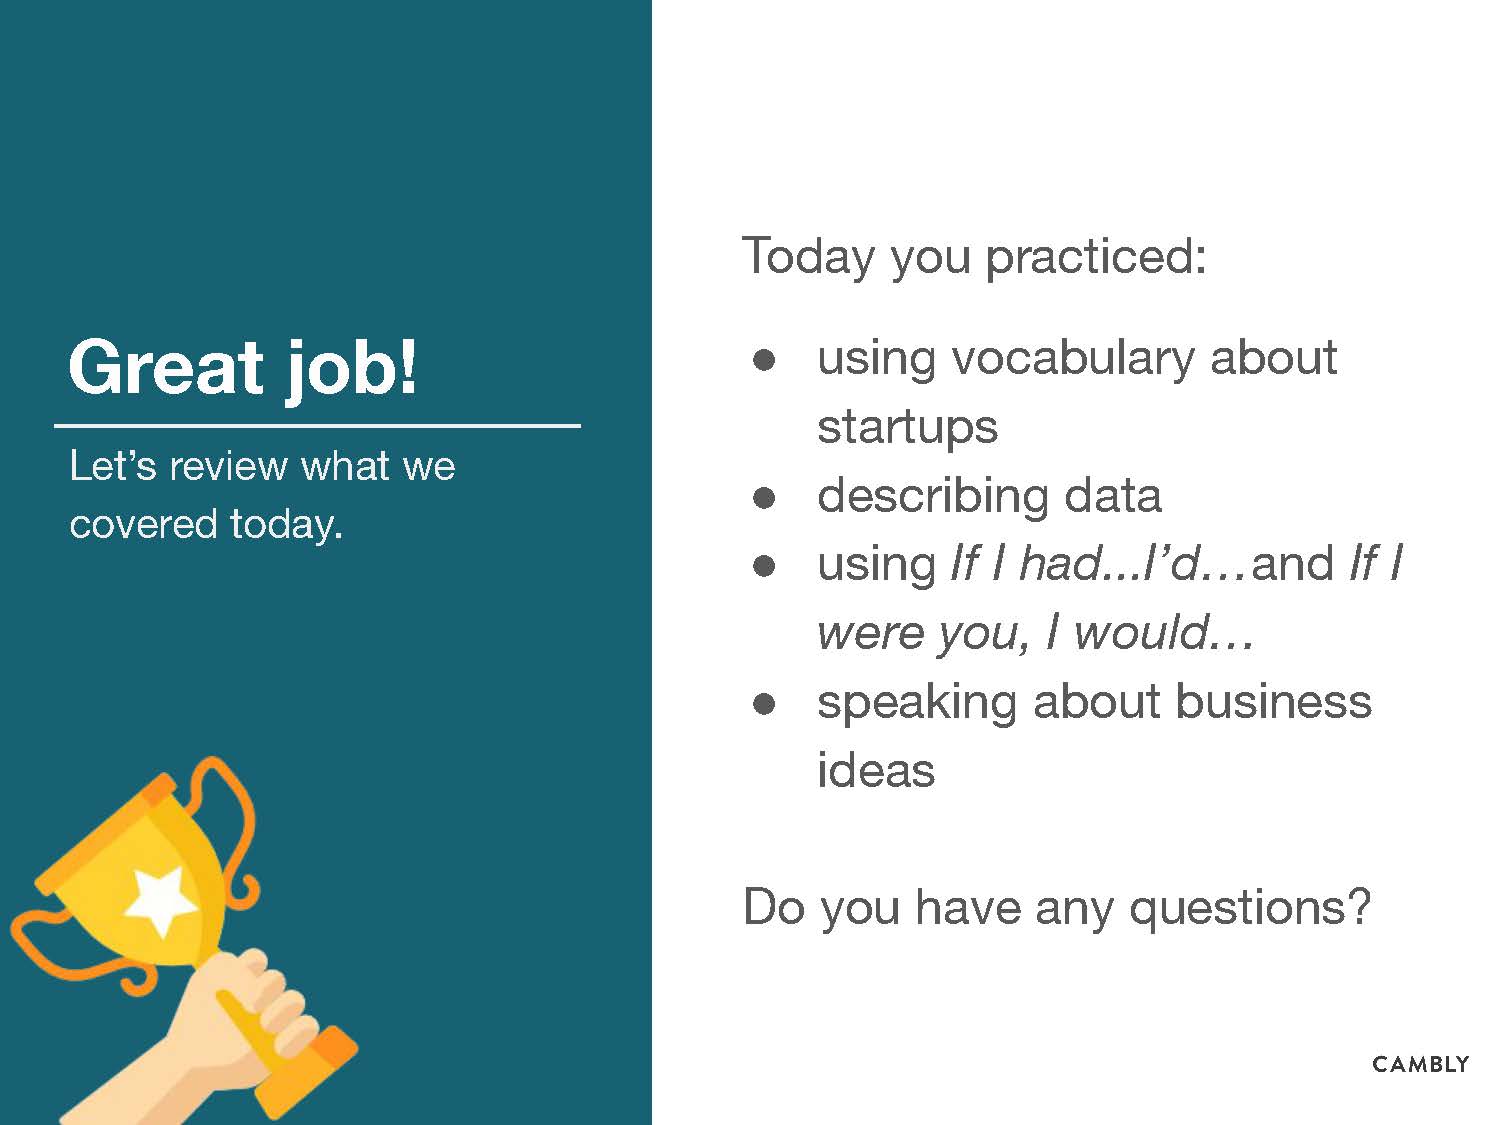 Great job!
Let’s review what we
covered today.
Today you practiced:
● using vocabulary about
startups
● describing data
● using If I had...I’d…and If I
were you, I would…
● speaking about business
ideas
Do you have any questions?
CAMBLY